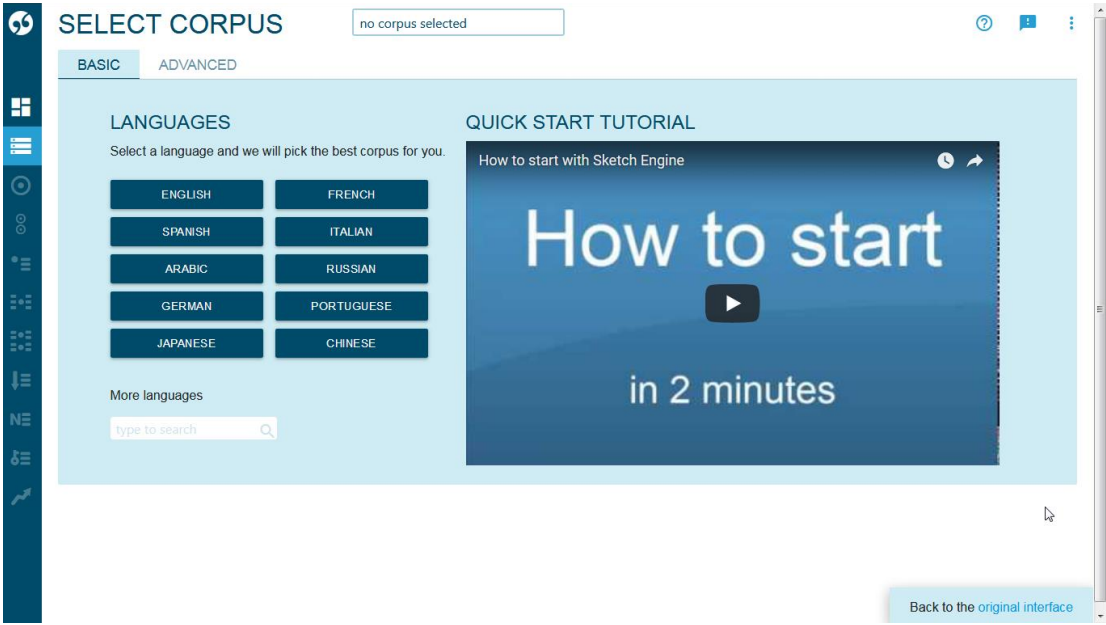 SELECT CORPUS
no corpus selected
BASIC ADVANCED
LANGUAGES
Select a language and we will pick the best corpus for you.
ENGLISH FRENCH
SPANISH ITALIAN
ARABIC RUSSIAN
GERMAN PORTUGUESE
JAPANESE CHINESE
More languages
type to search
QUICK START TUTORIAL
How to start with Sketch Engine
How to start
in 2 minutes
Back to the original interface